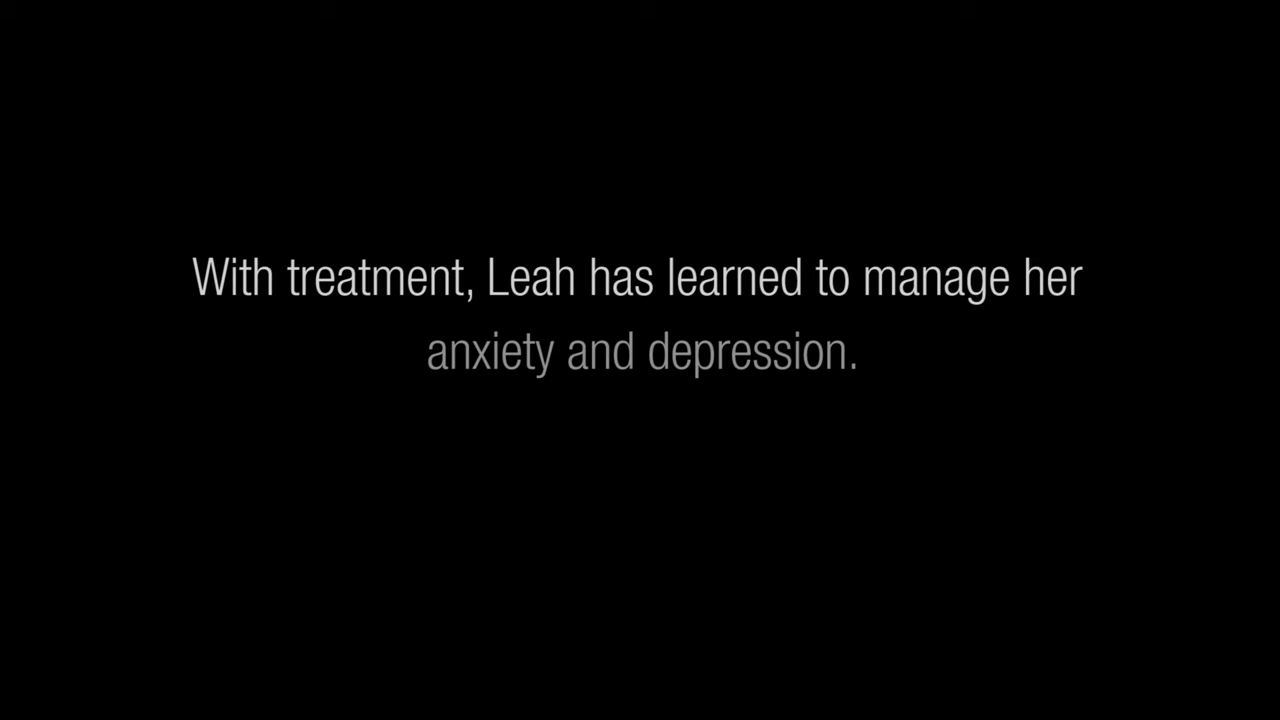 With treatment, Leah has learned to manage her
anxiety and depression.